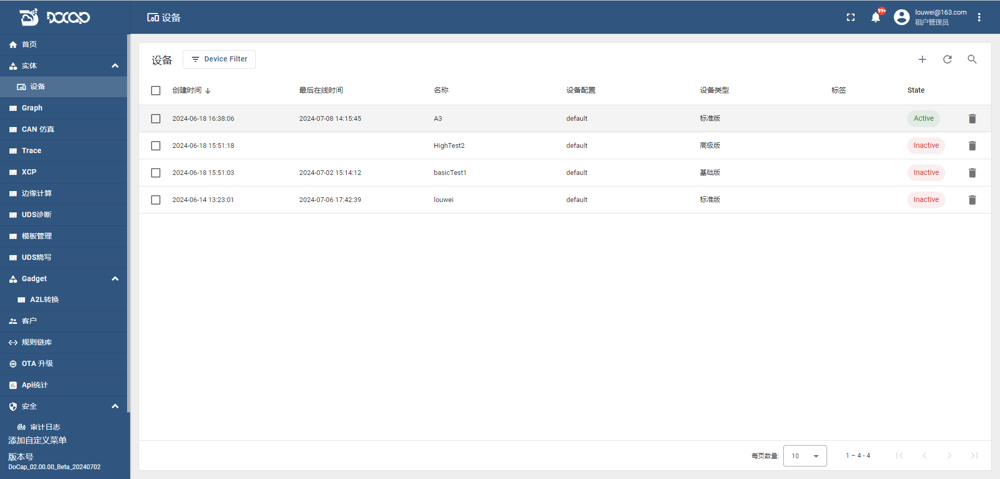 DOCAP
设备
99+
louwei@163.com
租户管理员
首页
实体
设备
Graph
CAN 仿真
Trace
XCP
边缘计算
UDS诊断
模板管理
UDS烧写
Gadget
A2L转换
客户
规则链库
OTA 升级
Api统计
安全
审计日志
添加自定义菜单
版本号
DoCap_02.00.00_Beta_20240702
设备 Device Filter
创建时间 最后在线时间 名称 设备配置 设备类型 标签 State
2024-06-18 16:38:06 2024-07-08 14:15:45 A3 default 标准版 Active
2024-06-18 15:51:18 HighTest2 default 高级版 Inactive
2024-06-18 15:51:03 2024-07-02 15:14:12 basicTest1 default 基础版 Inactive
2024-06-14 13:23:01 2024-07-06 17:42:39 louwei default 标准版 Inactive
每页数量: 10 1 – 4 - 4